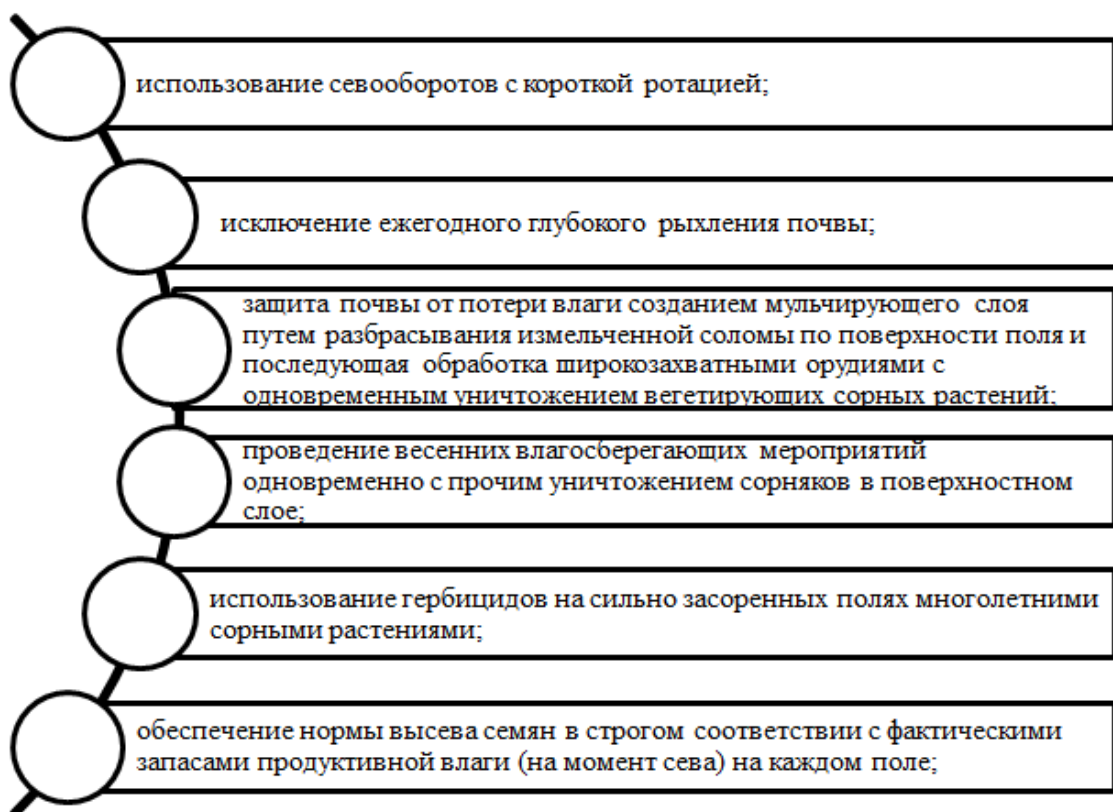 использование севооборотов с короткой ротацией;
исключение ежегодного глубокого рыхления почвы;
защита почвы от потери влаги созданием мульчирующего слоя
путем разбрасывания измельченной соломы по поверхности поля и
последующая обработка широкозахватными орудиями с
одновременным уничтожением вегетирующих сорных растений;
проведение весенних влагосберегающих мероприятий
одновременно с прочим уничтожением сорняков в поверхностном
слое;
использование гербицидов на сильно засоренных полях многолетними
сорными растениями;
обеспечение нормы высева семян в строгом соответствии с фактическими
запасами продуктивной влаги (на момент сева) на каждом поле;